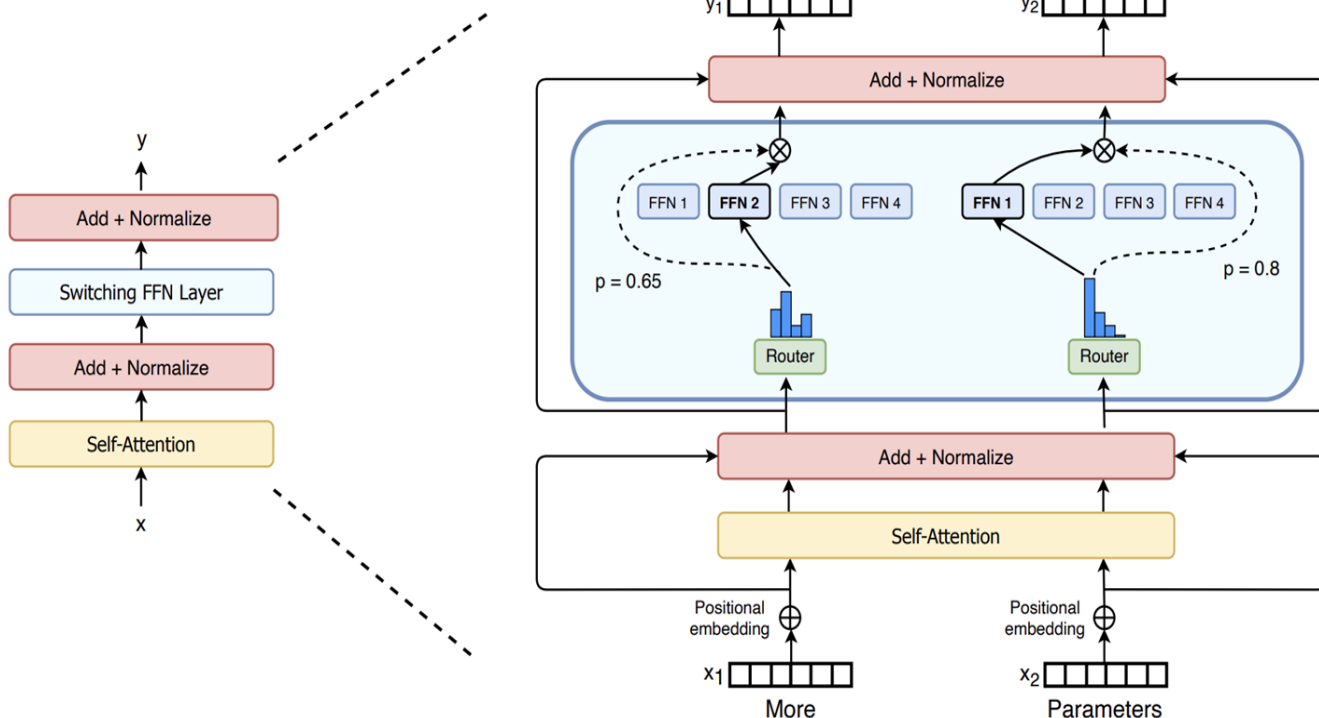 y
Add + Normalize
Switching FFN Layer
Add + Normalize
Self-Attention
x
y1 y2
Add + Normalize
FFN 1 FFN 2 FFN 3 FFN 4 FFN 1 FFN 2 FFN 3 FFN 4
p = 0.65 p = 0.8
Router Router
Add + Normalize
Self-Attention
Positional embedding Positional embedding
x1 x2
More Parameters